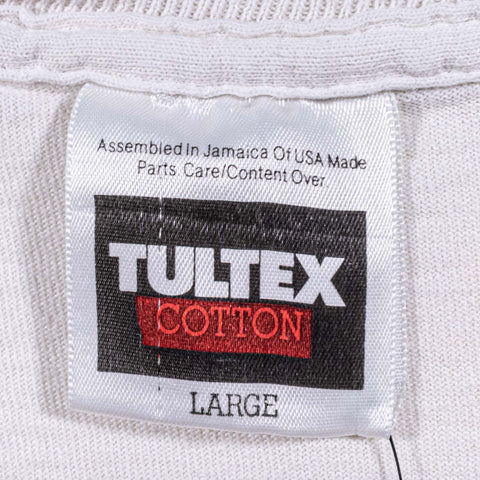 Assembled In Jamaica Of USA Made
Parts. Care/Content Over.
TULTEX
COTTON
LARGE